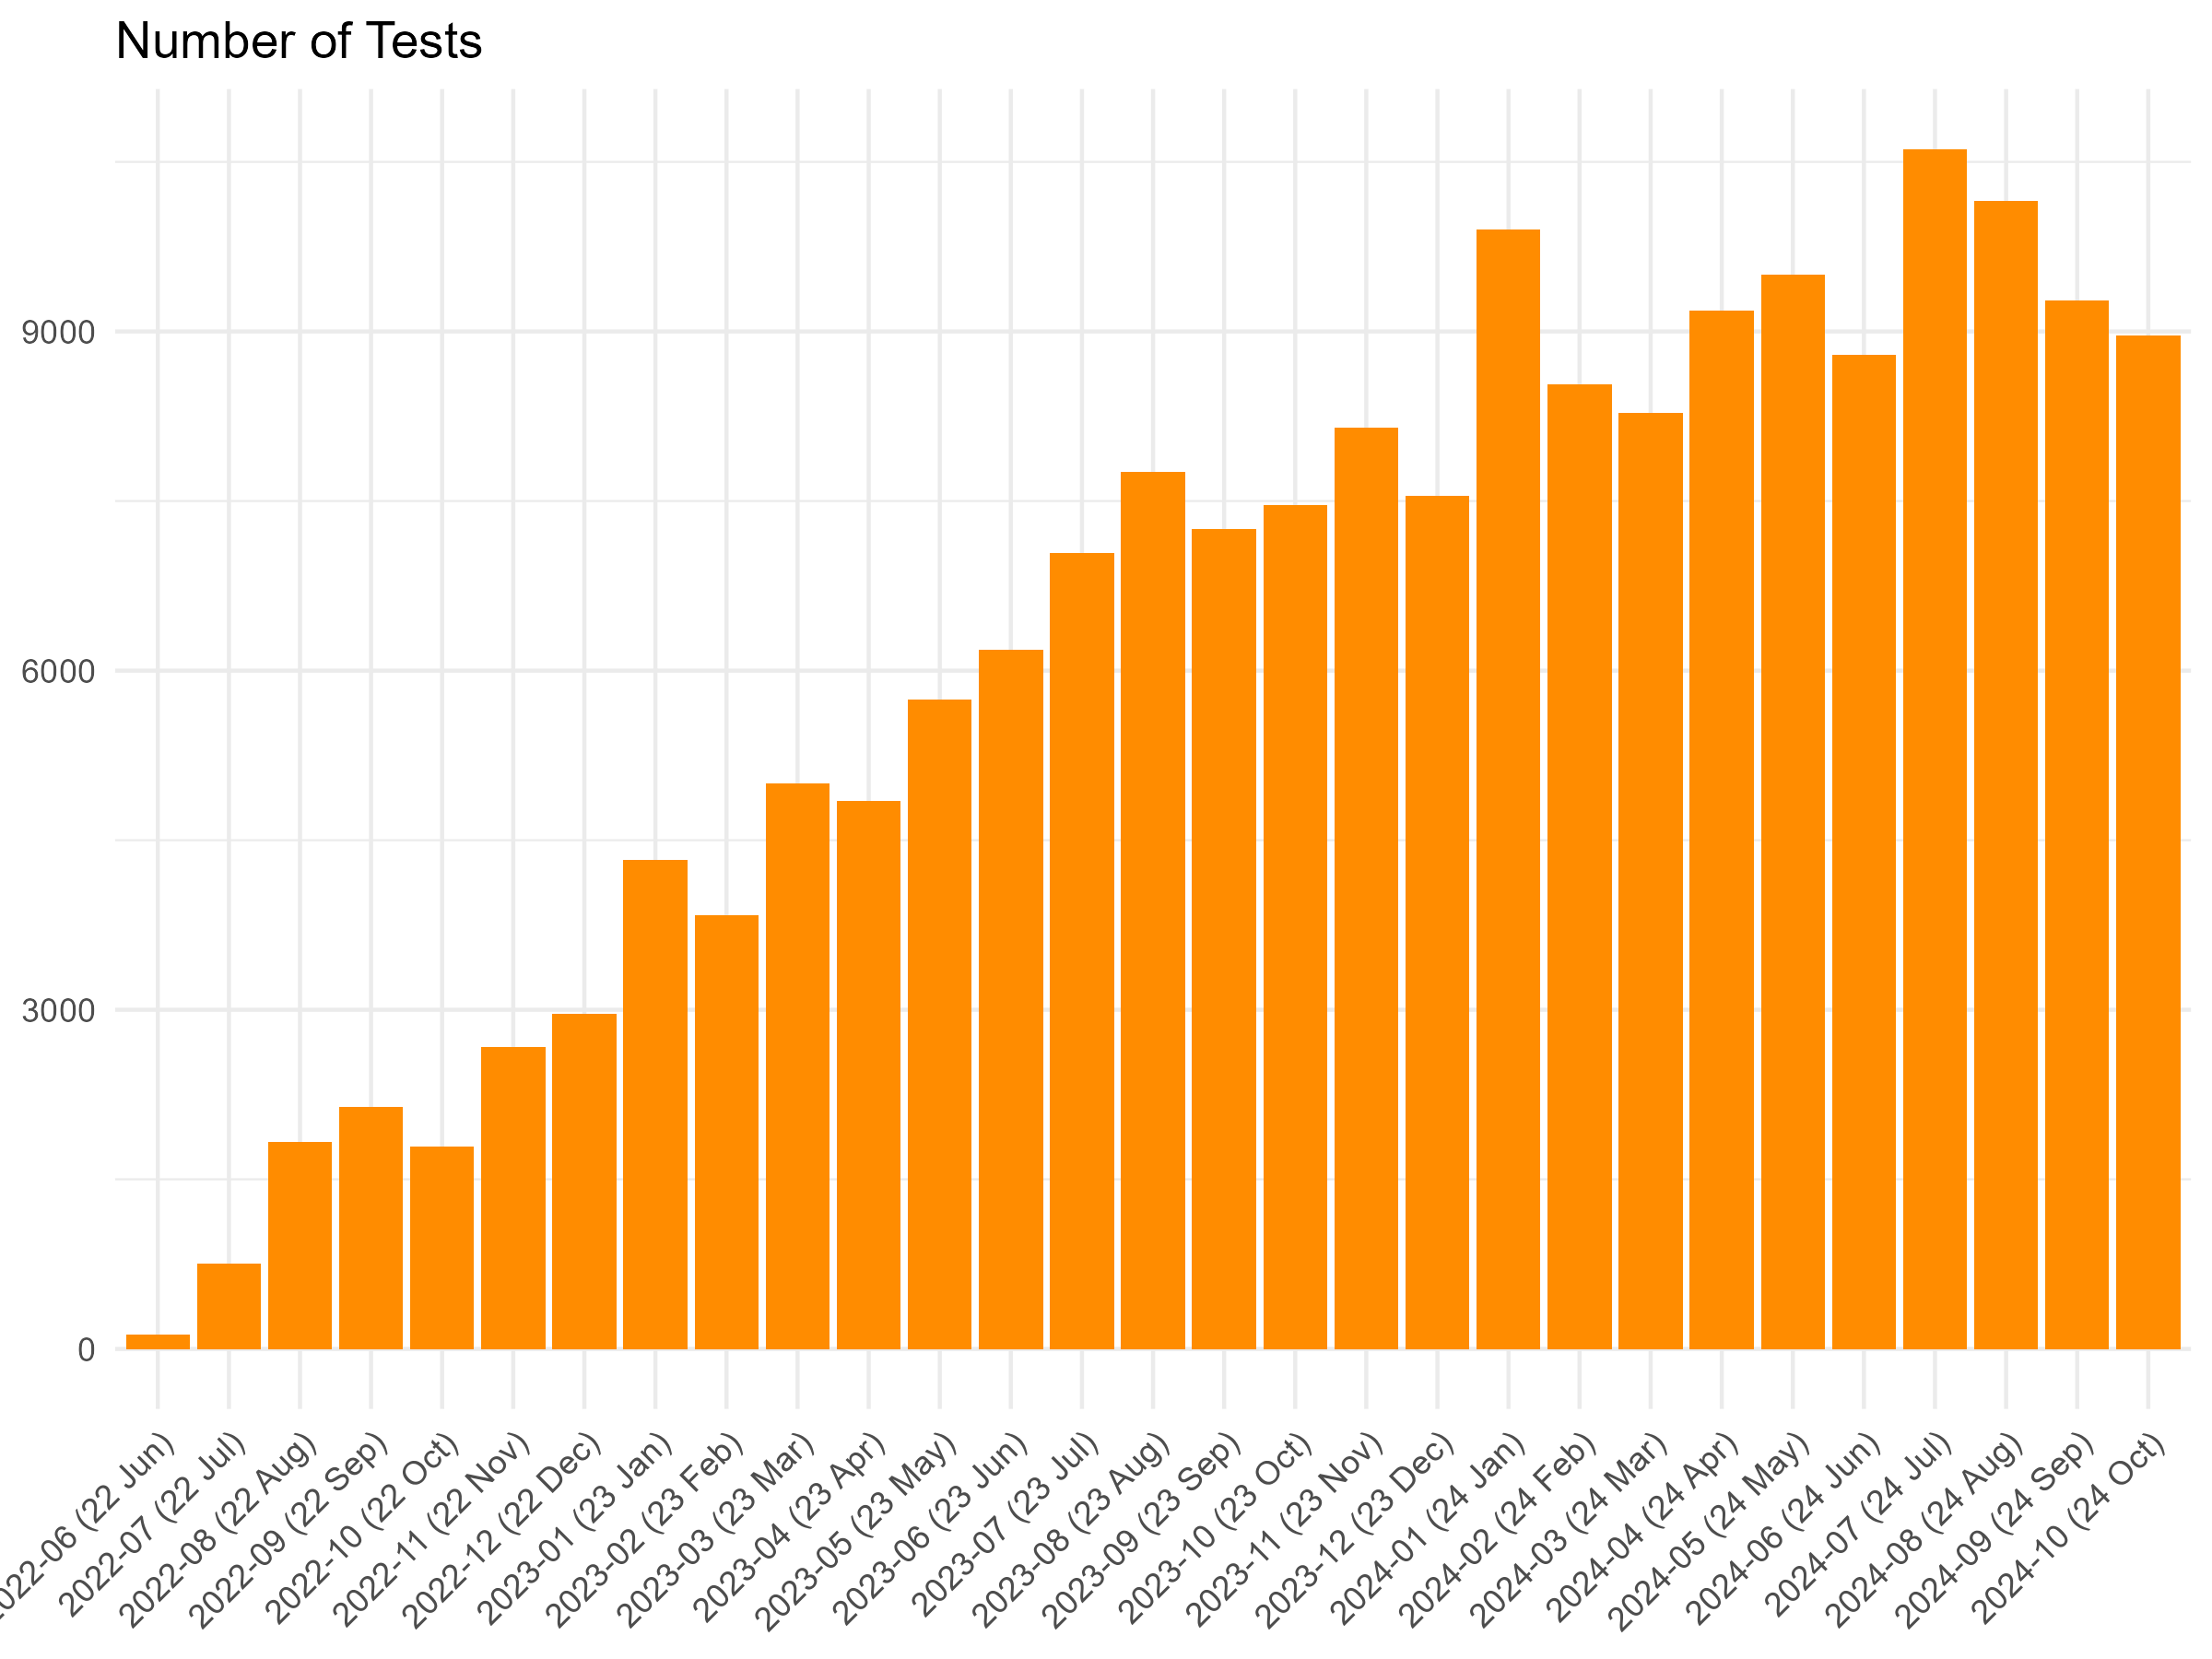 Number of Tests
9000
6000
3000
0
022-06 (22 Jun)
2022-07 (22 Jul)
2022-08 (22 Aug)
2022-09 (22 Sep)
2022-10 (22 Oct)
2022-11 (22 Nov)
2022-12 (22 Dec)
2023-01 (23 Jan)
2023-02 (23 Feb)
2023-03 (23 Mar)
2023-04 (23 Apr)
2023-05 (23 May)
2023-06 (23 Jun)
2023-07 (23 Jul)
2023-08 (23 Aug)
2023-09 (23 Sep)
2023-10 (23 Oct)
2023-11 (23 Nov)
2023-12 (23 Dec)
2024-01 (24 Jan)
2024-02 (24 Feb)
2024-03 (24 Mar)
2024-04 (24 Apr)
2024-05 (24 May)
2024-06 (24 Jun)
2024-07 (24 Jul)
2024-08 (24 Aug)
2024-09 (24 Sep)
2024-10 (24 Oct)